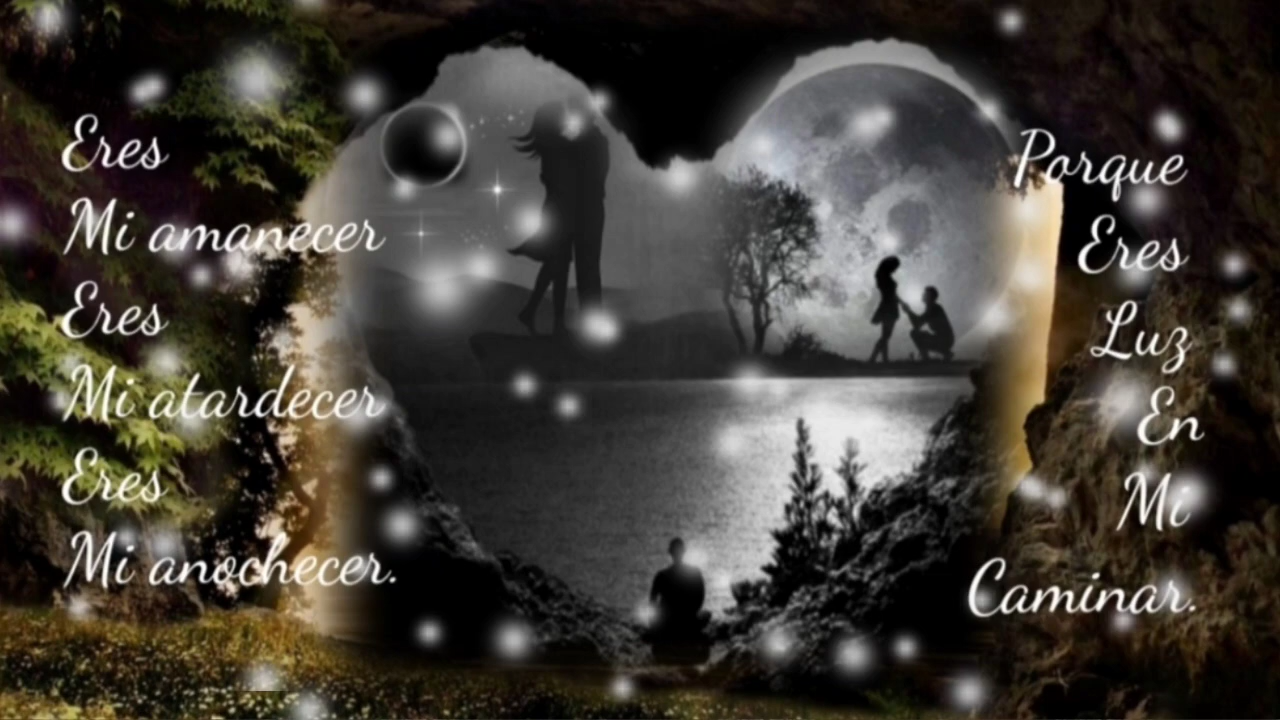 Eres
Mi amanecer
Eres
Mi atardecer
Eres
Mi anochecer.
Porque
Eres
Luz
En
Mi
Caminar.